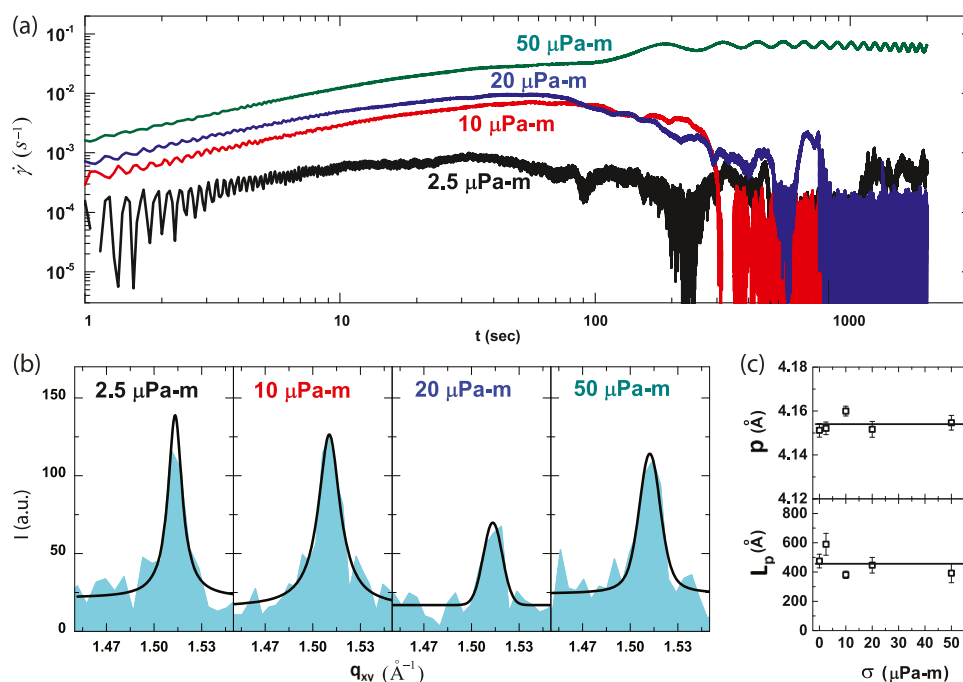 (a)
10⁻¹
10⁻²
10⁻³
10⁻⁴
10⁻⁵
γ̇ (s⁻¹)
50 μPa-m
20 μPa-m
10 μPa-m
2.5 μPa-m
1 10 100 1000
t (sec)
(b)
2.5 μPa-m 10 μPa-m 20 μPa-m 50 μPa-m
150
100
50
0
I (a.u.)
1.47 1.50 1.53 1.47 1.50 1.53 1.47 1.50 1.53 1.47 1.50 1.53
q_xy (Å⁻¹)
(c)
4.18
4.16
4.14
4.12
p (Å)
800
600
400
200
0
L_p (Å)
0 10 20 30 40 50
σ (μPa-m)